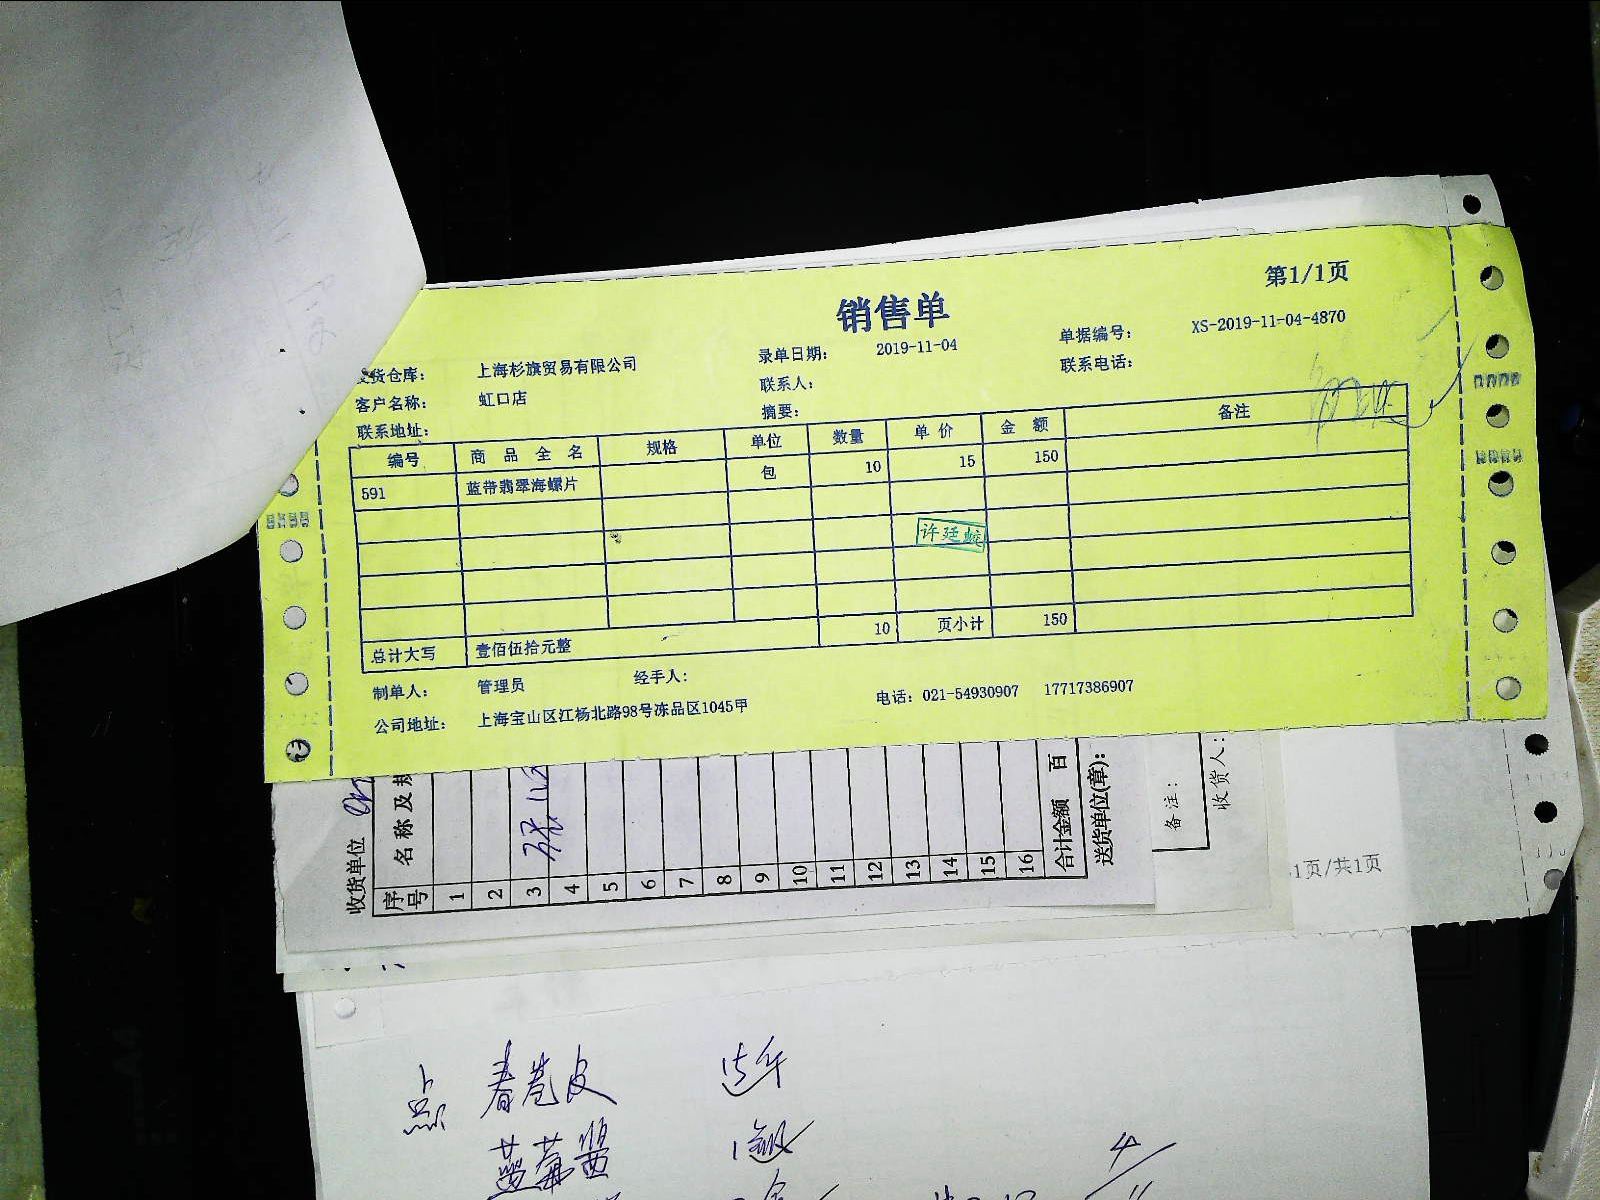 第1/1页
销售单
货仓库： 上海杉旗贸易有限公司 录单日期： 2019-11-04 单据编号： XS-2019-11-04-4870
客户名称： 虹口店 联系人： 联系电话：
联系地址： 摘要：
编号 商品全名 规格 单位 数量 单价 金额 备注
591 蓝带翡翠海螺片 包 10 15 150
许廷蛟
总计大写 壹佰伍拾元整 10 页小计 150
制单人： 管理员 经手人：
公司地址： 上海宝山区江杨北路98号冻品区1045甲 电话：021-54930907 17717386907
收货单位
序号 名称及规
1
2
3
4
5
6
7
8
9
10
11
12
13
14
15
16
合计金额 百
送货单位(章)：
备注：
收货人：
1页/共1页
点 春卷皮
蓝莓酱
4